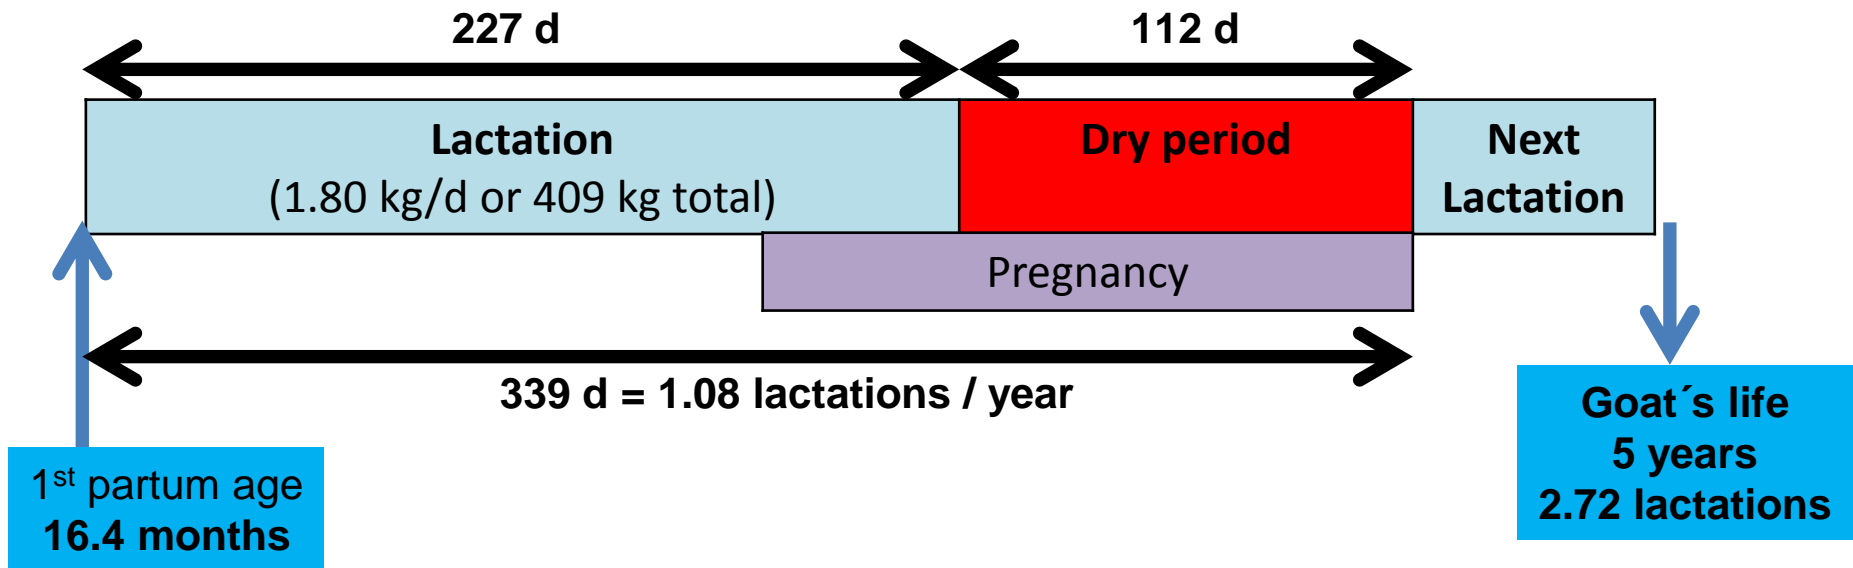 227 d
112 d
Lactation
(1.80 kg/d or 409 kg total)
Dry period
Next
Lactation
Pregnancy
339 d = 1.08 lactations / year
1st partum age
16.4 months
Goat´s life
5 years
2.72 lactations